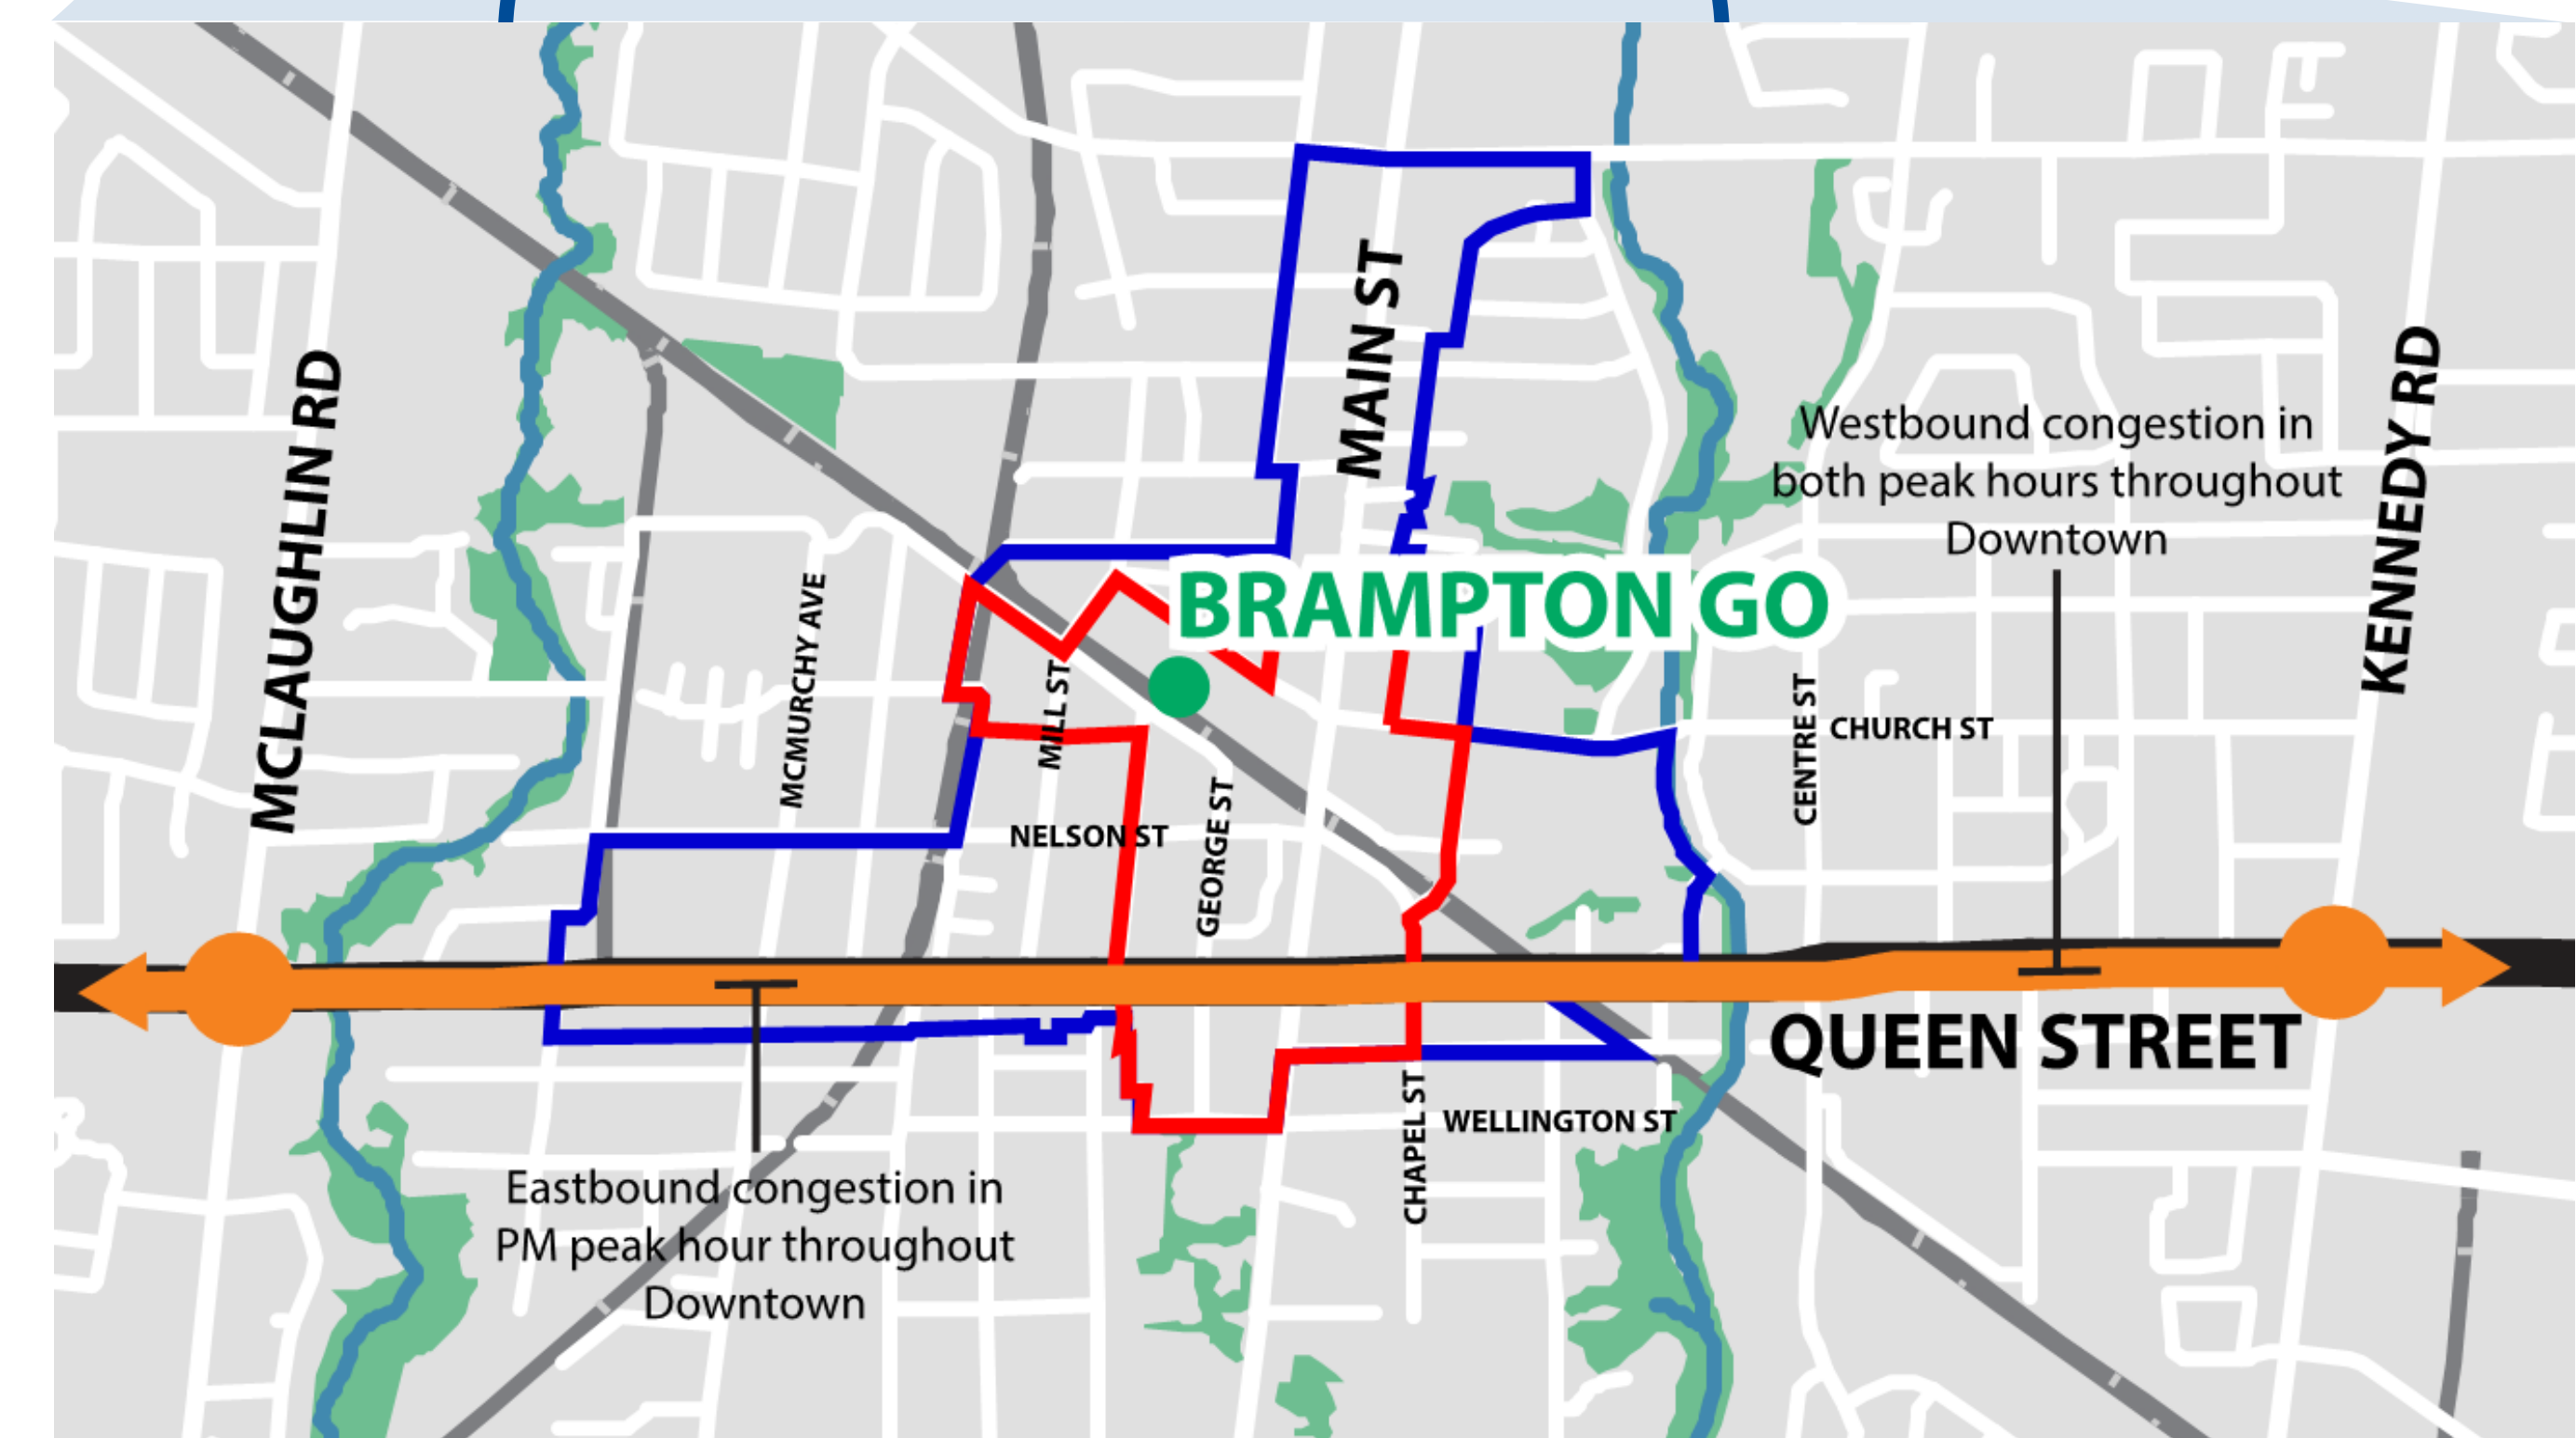 MAIN ST
MCLAUGHLIN RD
KENNEDY RD
Westbound congestion in
both peak hours throughout
Downtown
BRAMPTON GO
MCMURCHY AVE
MILL ST
CENTRE ST
CHURCH ST
NELSON ST
GEORGE ST
QUEEN STREET
CHAPEL ST
WELLINGTON ST
Eastbound congestion in
PM peak hour throughout
Downtown